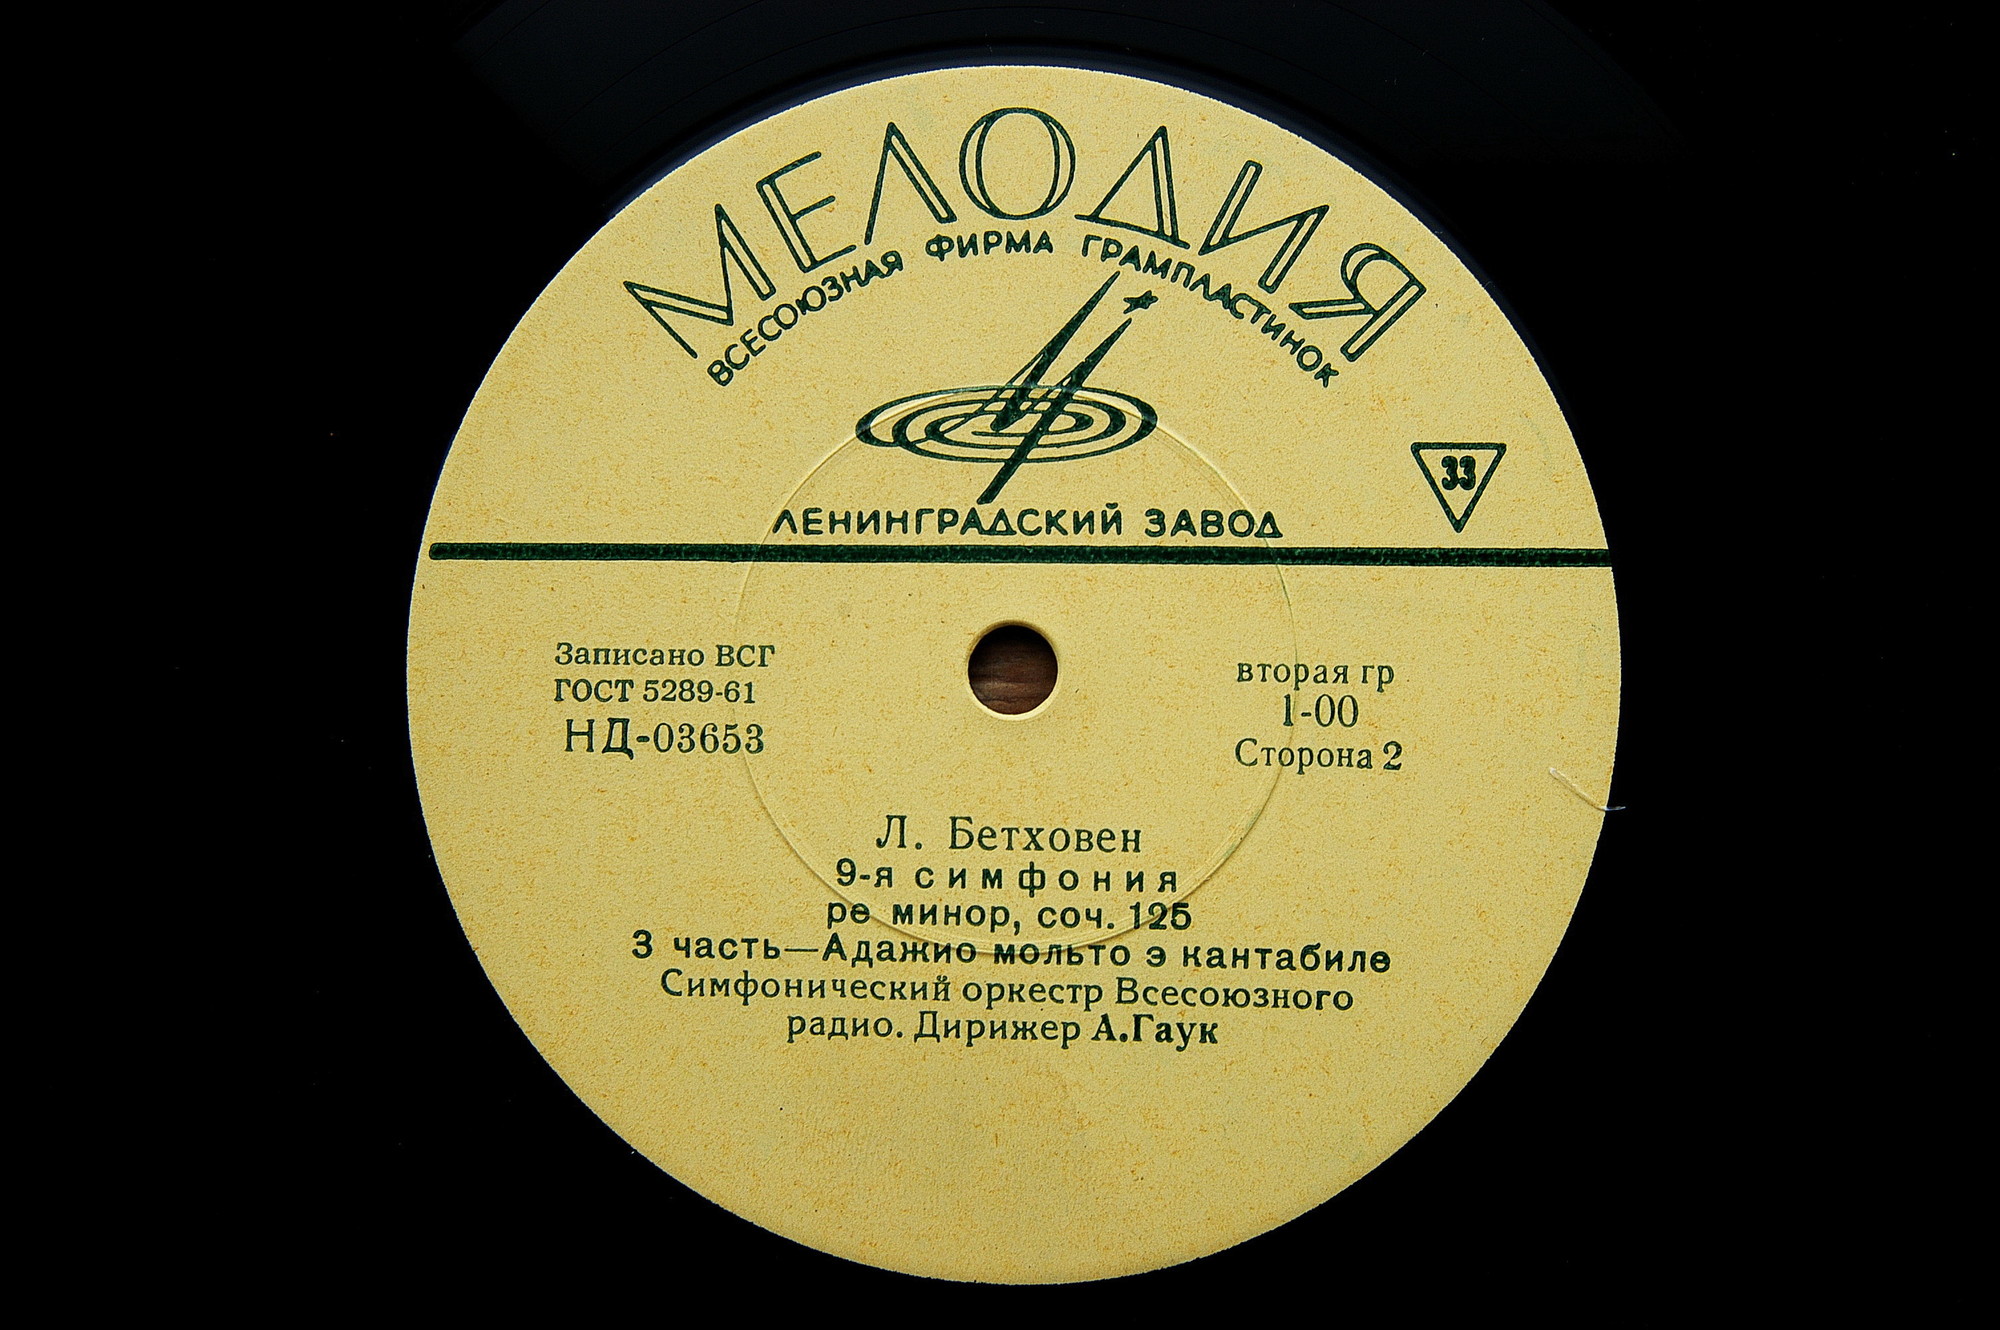 МЕЛОДИЯ
ВСЕСОЮЗНАЯ ФИРМА ГРАМПЛАСТИНОК
33
ЛЕНИНГРАДСКИЙ ЗАВОД
Записано ВСГ
ГОСТ 5289-61
НД-03653
вторая гр
1-00
Сторона 2
Л. Бетховен
9-я симфония
ре минор, соч. 125
3 часть—Адажио мольто э кантабиле
Симфонический оркестр Всесоюзного
радио. Дирижер А.Гаук